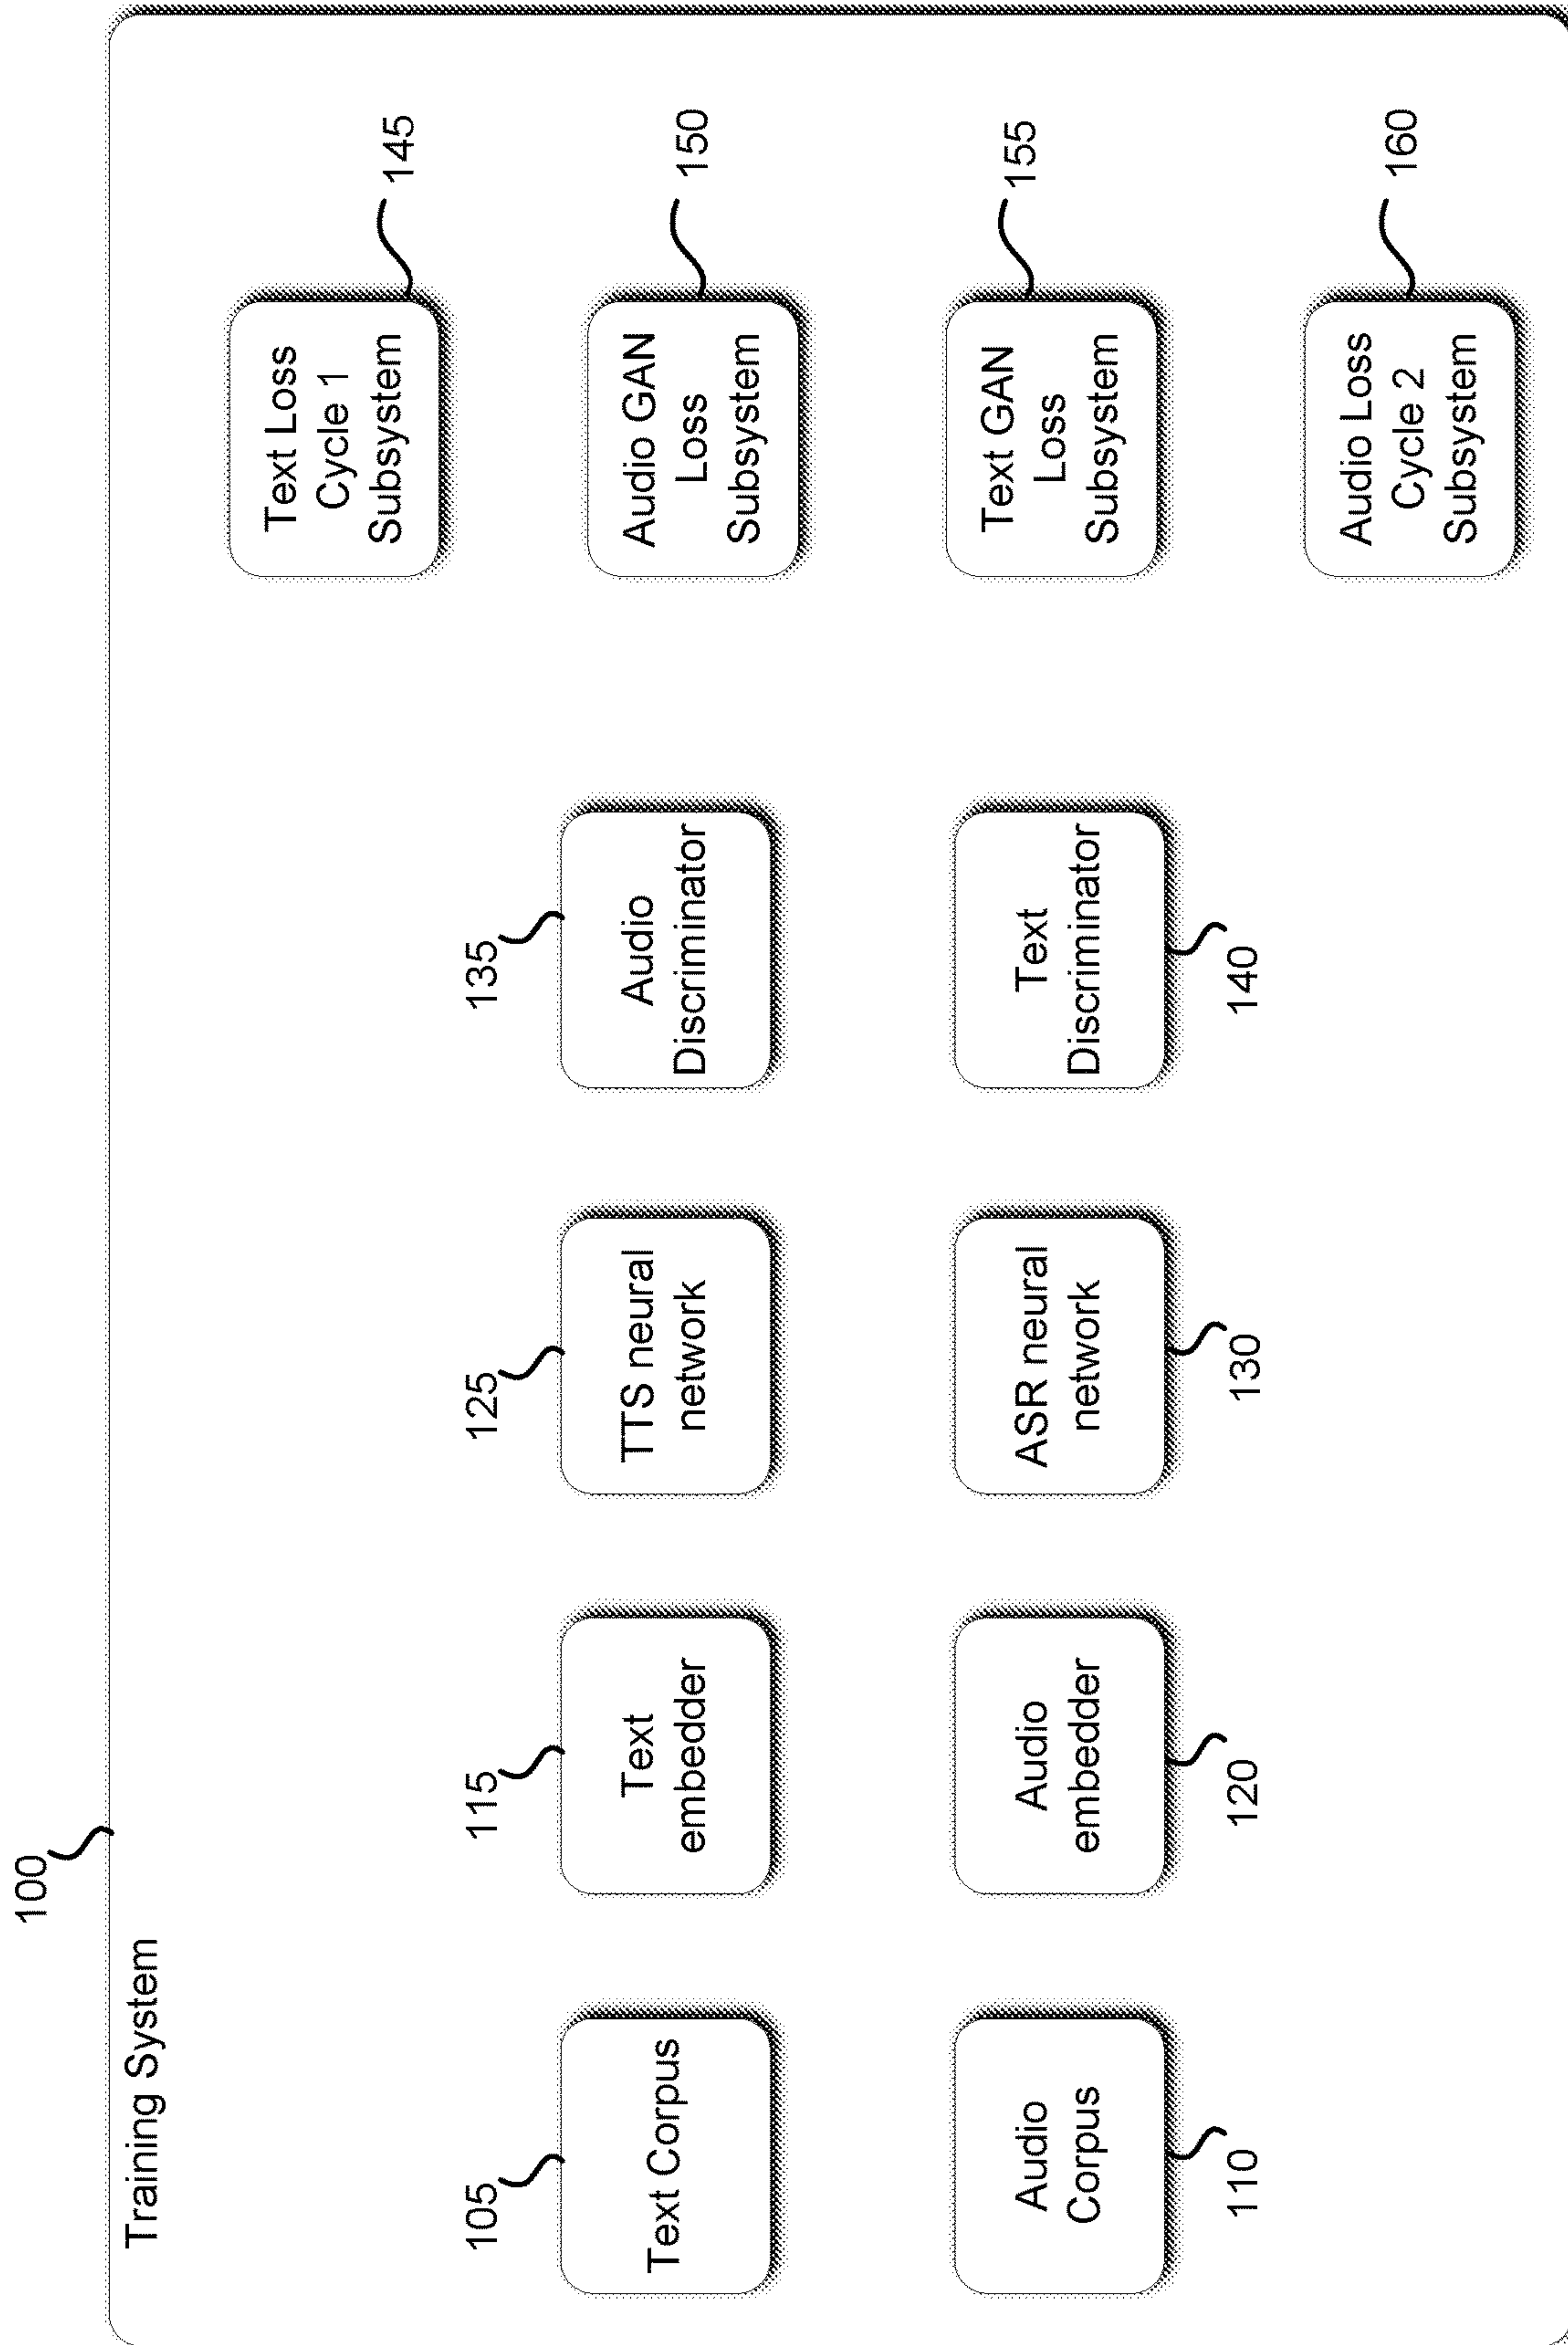 100
Training System
105
Text Corpus
115
Text
embedder
125
TTS neural
network
135
Audio
Discriminator
110
Audio
Corpus
120
Audio
embedder
130
ASR neural
network
140
Text
Discriminator
145
Text Loss
Cycle 1
Subsystem
150
Audio GAN
Loss
Subsystem
155
Text GAN
Loss
Subsystem
160
Audio Loss
Cycle 2
Subsystem